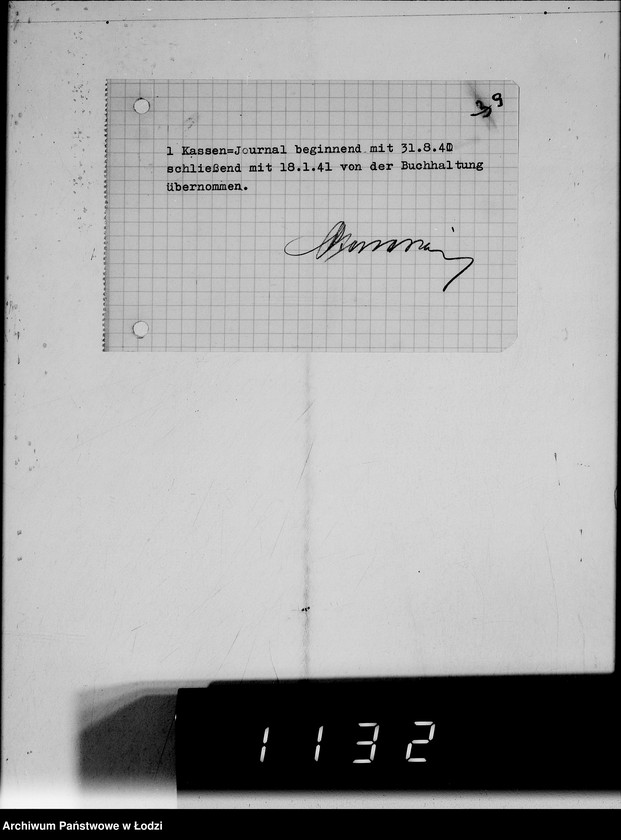 39
1 Kassen=Journal beginnend mit 31.8.40
schließend mit 18.1.41 von der Buchhaltung
übernommen.
1132
Archiwum Państwowe w Łodzi